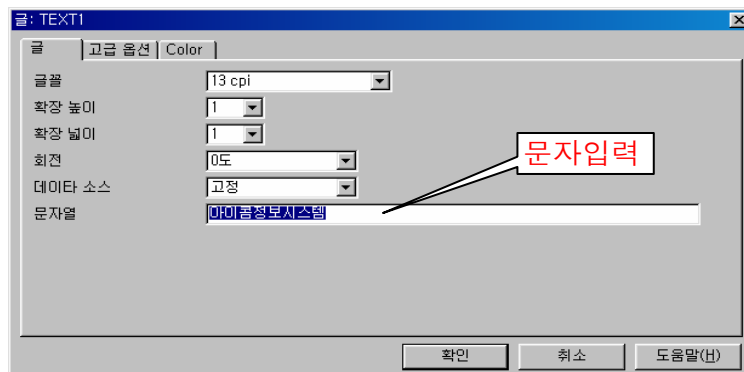 글: TEXT1
글 고급 옵션 Color
글꼴 13 cpi
확장 높이 1
확장 넓이 1
회전 0도
문자입력
데이타 소스 고정
문자열 아이콤정보시스템
확인 취소 도움말(H)